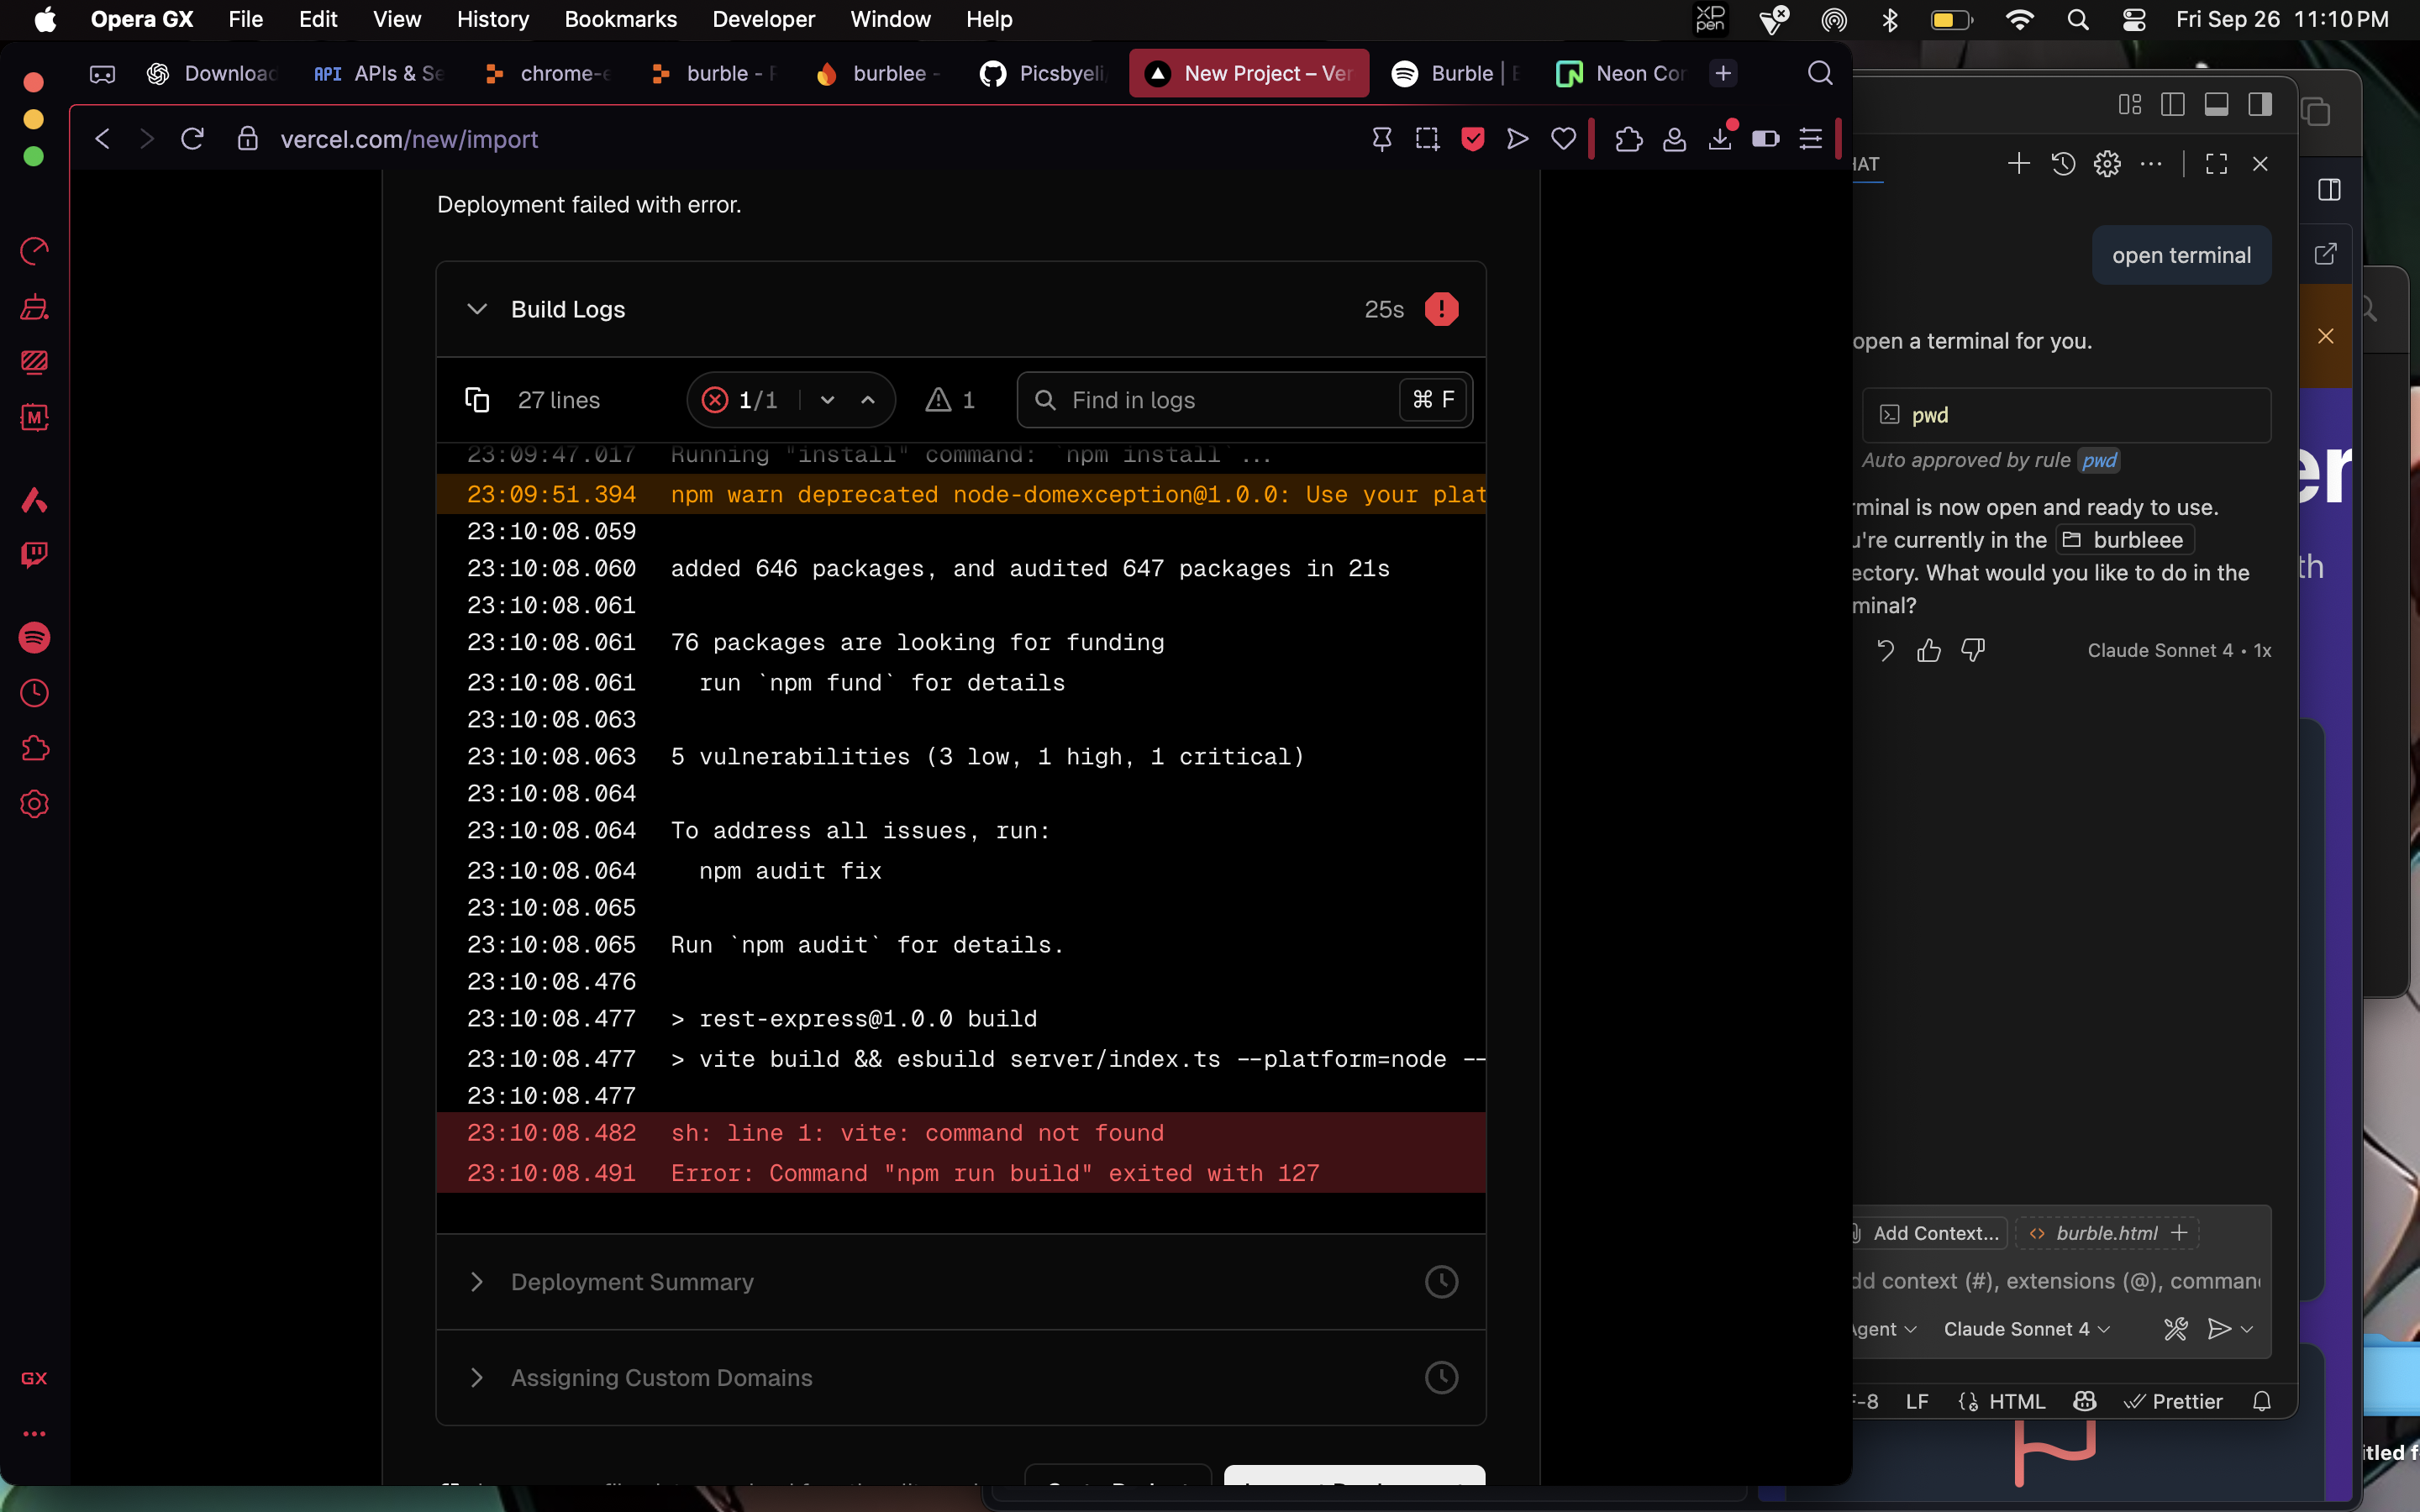 Opera GX File Edit View History Bookmarks Developer Window Help
XP pen
Fri Sep 26 11:10 PM
Download
API APIs & Se
chrome-e
burble - F
burblee -
Picsbyeli
New Project – Ver
Burble | E
Neon Cor
vercel.com/new/import
Deployment failed with error.
Build Logs 25s
27 lines 1/1 1 Find in logs ⌘ F
23:09:47.017 Running "install" command: `npm install`...
23:09:51.394 npm warn deprecated node-domexception@1.0.0: Use your plat
23:10:08.059
23:10:08.060 added 646 packages, and audited 647 packages in 21s
23:10:08.061
23:10:08.061 76 packages are looking for funding
23:10:08.061 run `npm fund` for details
23:10:08.063
23:10:08.063 5 vulnerabilities (3 low, 1 high, 1 critical)
23:10:08.064
23:10:08.064 To address all issues, run:
23:10:08.064 npm audit fix
23:10:08.065
23:10:08.065 Run `npm audit` for details.
23:10:08.476
23:10:08.477 > rest-express@1.0.0 build
23:10:08.477 > vite build && esbuild server/index.ts --platform=node --
23:10:08.477
23:10:08.482 sh: line 1: vite: command not found
23:10:08.491 Error: Command "npm run build" exited with 127
Deployment Summary
Assigning Custom Domains
M
GX
HAT
open terminal
open a terminal for you.
pwd
Auto approved by rule pwd
rminal is now open and ready to use.
u're currently in the burbleee
ectory. What would you like to do in the
minal?
Claude Sonnet 4 • 1x
Add Context... burble.html
dd context (#), extensions (@), comman
Agent Claude Sonnet 4
F-8 LF HTML Prettier
er
th
itled f